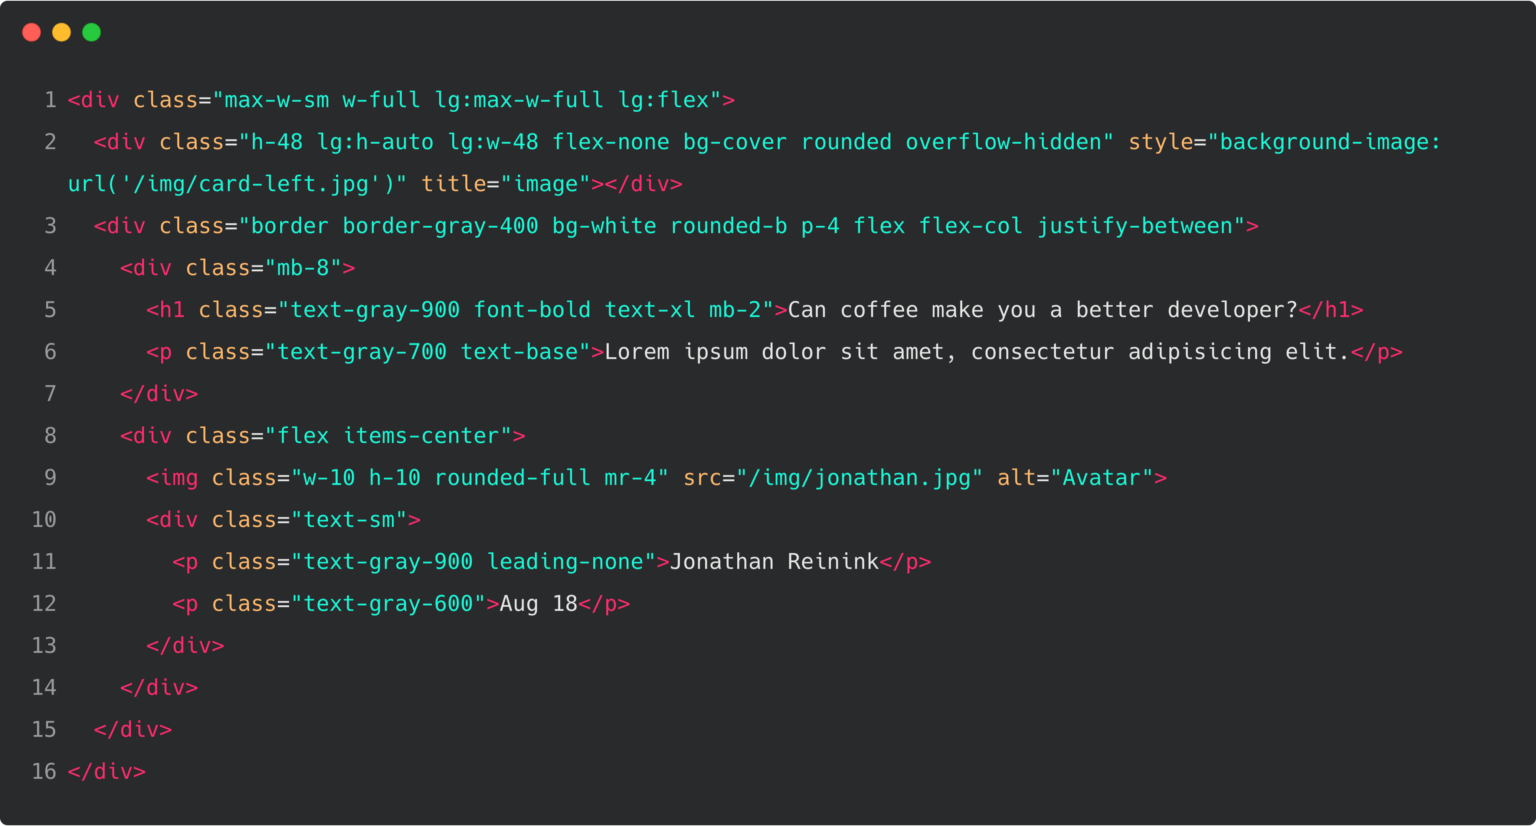 1 <div class="max-w-sm w-full lg:max-w-full lg:flex">
2   <div class="h-48 lg:h-auto lg:w-48 flex-none bg-cover rounded overflow-hidden" style="background-image:
url('/img/card-left.jpg')" title="image"></div>
3   <div class="border border-gray-400 bg-white rounded-b p-4 flex flex-col justify-between">
4     <div class="mb-8">
5       <h1 class="text-gray-900 font-bold text-xl mb-2">Can coffee make you a better developer?</h1>
6       <p class="text-gray-700 text-base">Lorem ipsum dolor sit amet, consectetur adipisicing elit.</p>
7     </div>
8     <div class="flex items-center">
9       <img class="w-10 h-10 rounded-full mr-4" src="/img/jonathan.jpg" alt="Avatar">
10       <div class="text-sm">
11         <p class="text-gray-900 leading-none">Jonathan Reinink</p>
12         <p class="text-gray-600">Aug 18</p>
13       </div>
14     </div>
15   </div>
16 </div>